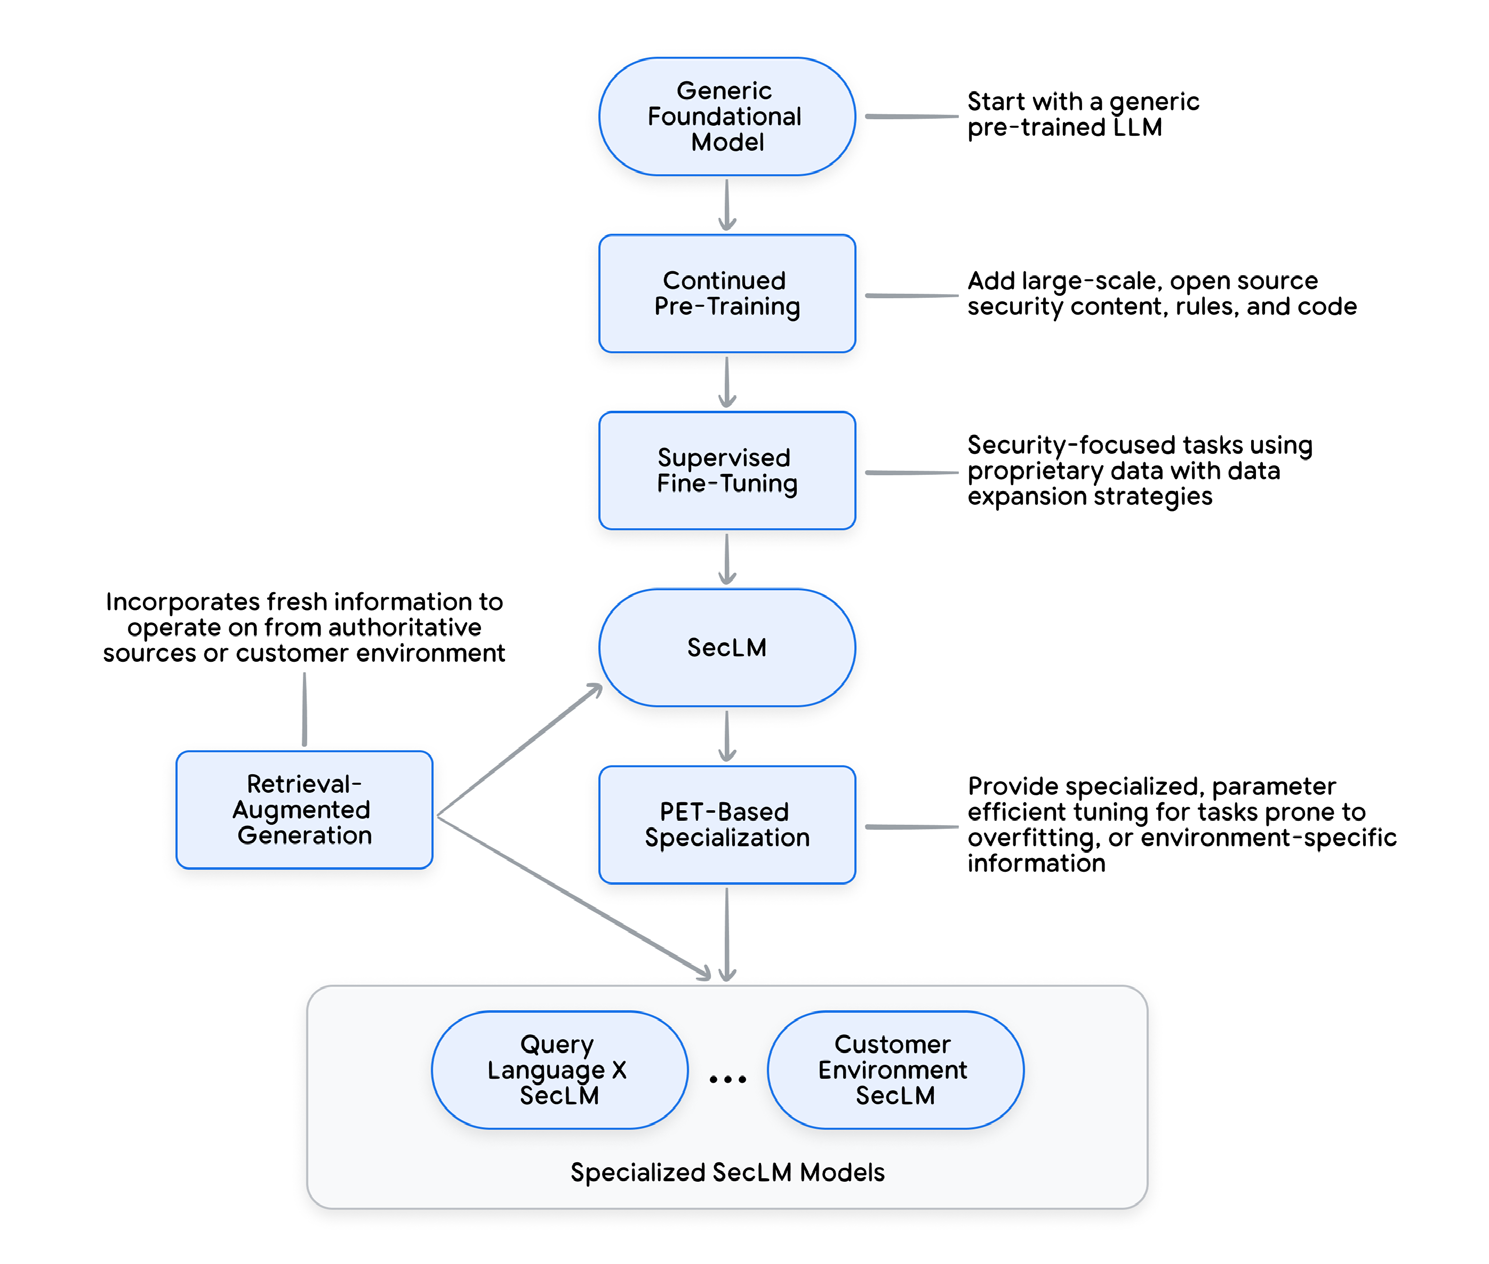 Generic
Foundational
Model
Start with a generic
pre-trained LLM
Continued
Pre-Training
Add large-scale, open source
security content, rules, and code
Supervised
Fine-Tuning
Security-focused tasks using
proprietary data with data
expansion strategies
Incorporates fresh information to
operate on from authoritative
sources or customer environment
SecLM
Retrieval-
Augmented
Generation
PET-Based
Specialization
Provide specialized, parameter
efficient tuning for tasks prone to
overfitting, or environment-specific
information
Query
Language X
SecLM
...
Customer
Environment
SecLM
Specialized SecLM Models